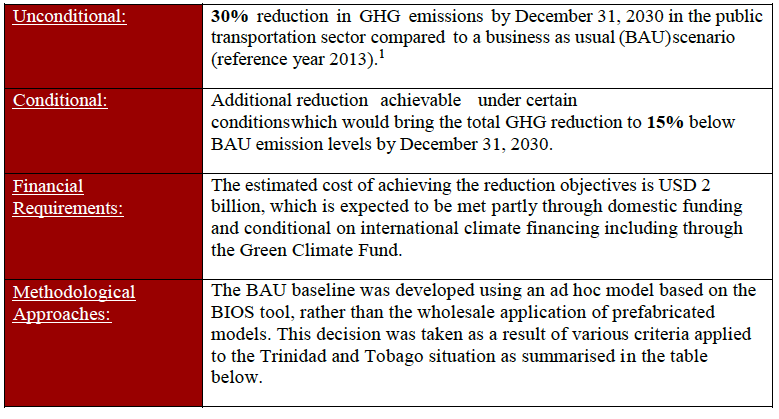 Unconditional:
30% reduction in GHG emissions by December 31, 2030 in the public
transportation sector compared to a business as usual (BAU)scenario
(reference year 2013).1
Conditional:
Additional reduction achievable under certain
conditionswhich would bring the total GHG reduction to 15% below
BAU emission levels by December 31, 2030.
Financial
Requirements:
The estimated cost of achieving the reduction objectives is USD 2
billion, which is expected to be met partly through domestic funding
and conditional on international climate financing including through
the Green Climate Fund.
Methodological
Approaches:
The BAU baseline was developed using an ad hoc model based on the
BIOS tool, rather than the wholesale application of prefabricated
models. This decision was taken as a result of various criteria applied
to the Trinidad and Tobago situation as summarised in the table
below.